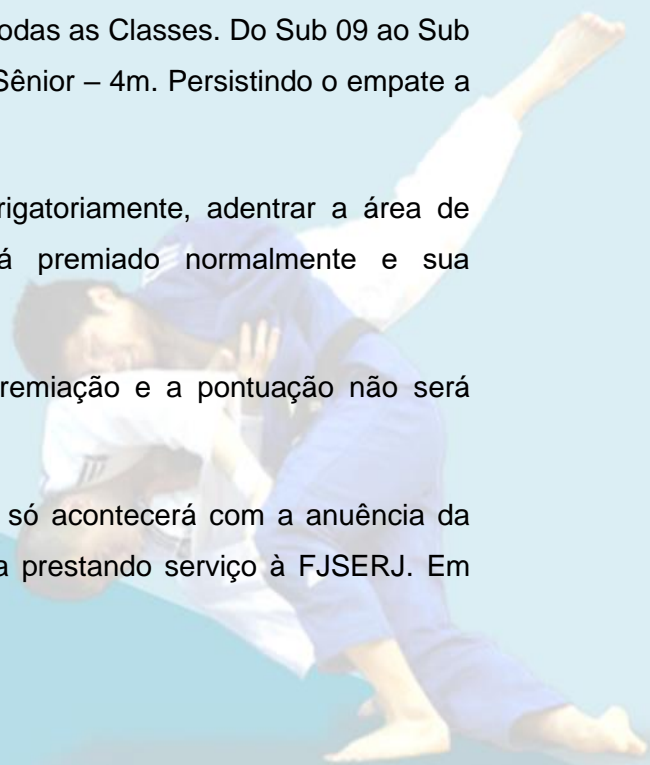 odas as Classes. Do Sub 09 ao Sub
Sênior – 4m. Persistindo o empate a
rigatoriamente, adentrar a área de
á premiado normalmente e sua
remiação e a pontuação não será
só acontecerá com a anuência da
a prestando serviço à FJSERJ. Em